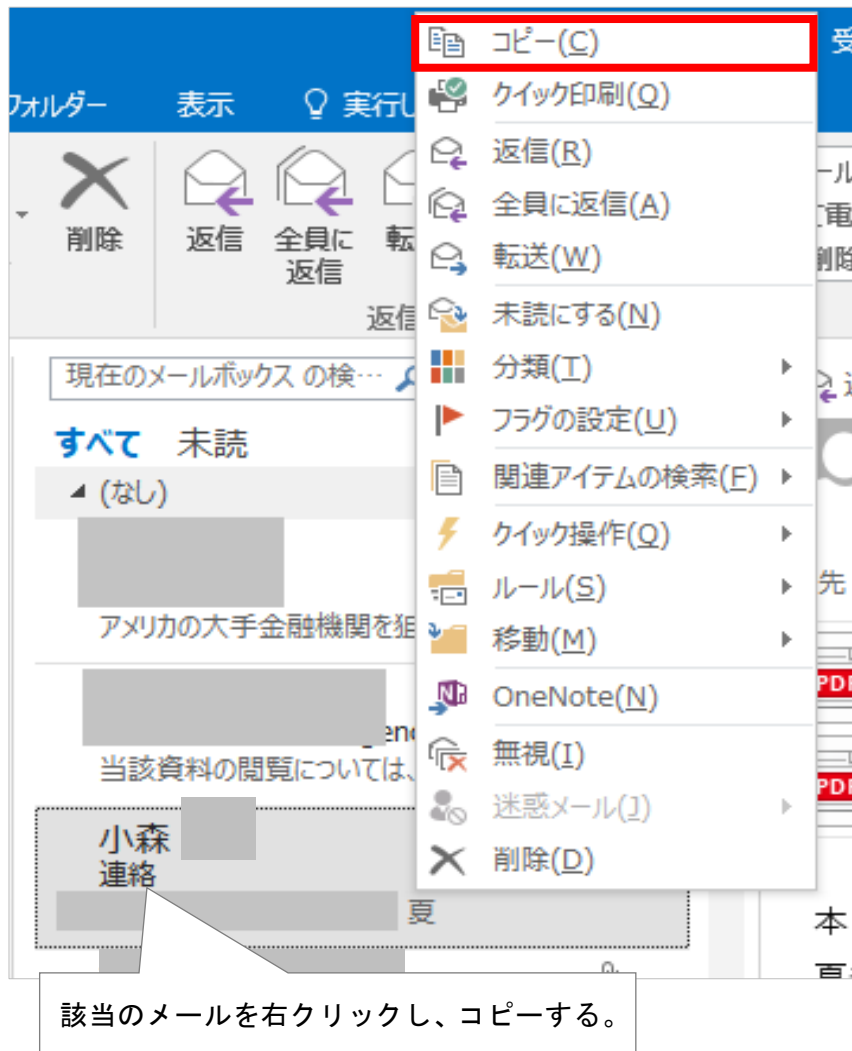 受
フォルダー 表示 実行し
削除
返信
全員に
返信
転
返信
現在のメールボックス の検…
すべて 未読
(なし)
アメリカの大手金融機関を狙
当該資料の閲覧については、
小森
連絡
夏
コピー(C)
クイック印刷(Q)
返信(R)
全員に返信(A)
転送(W)
未読にする(N)
分類(T)
フラグの設定(U)
関連アイテムの検索(F)
クイック操作(Q)
ルール(S)
移動(M)
OneNote(N)
無視(I)
迷惑メール(J)
削除(D)
先
PDF
PDF
本
該当のメールを右クリックし、コピーする。